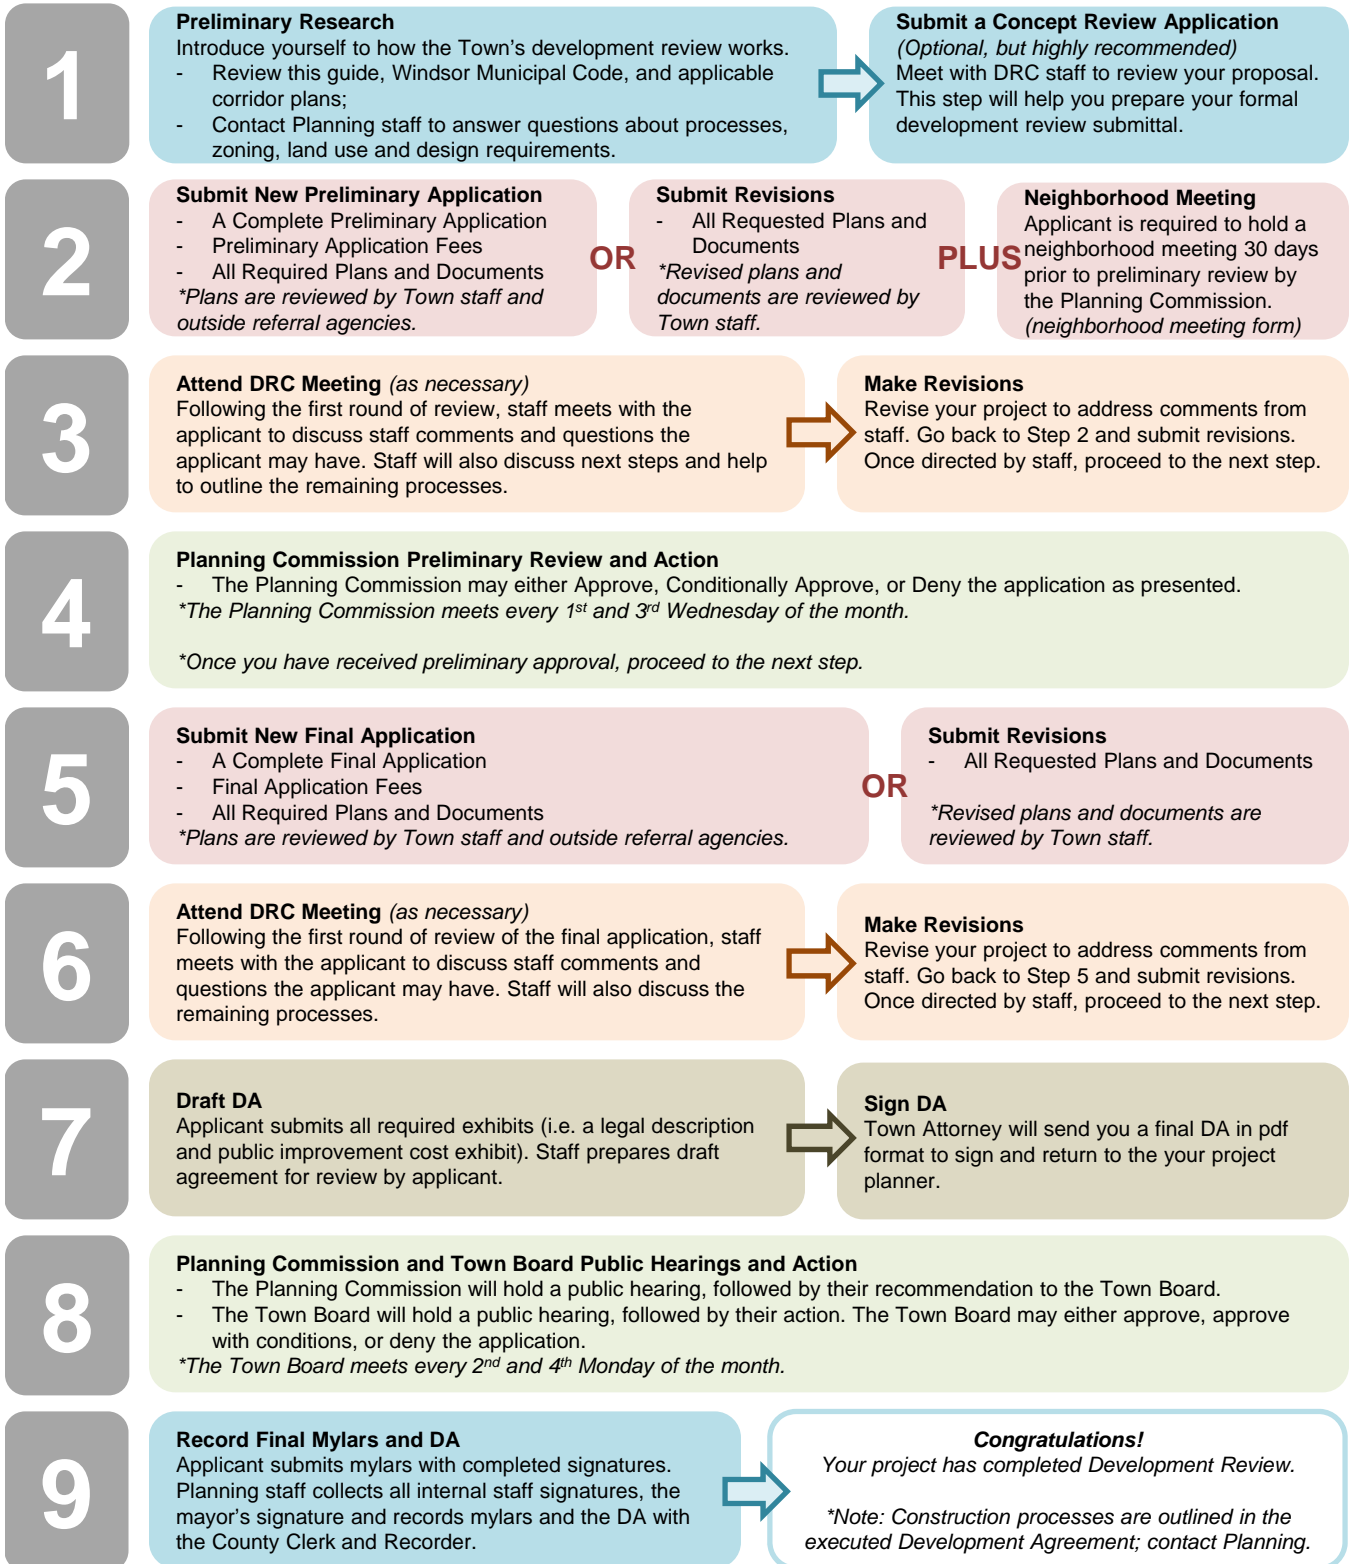 1
Preliminary Research
Introduce yourself to how the Town's development review works.
- Review this guide, Windsor Municipal Code, and applicable
corridor plans;
- Contact Planning staff to answer questions about processes,
zoning, land use and design requirements.
Submit a Concept Review Application
(Optional, but highly recommended)
Meet with DRC staff to review your proposal.
This step will help you prepare your formal
development review submittal.
2
Submit New Preliminary Application
- A Complete Preliminary Application
- Preliminary Application Fees
- All Required Plans and Documents
*Plans are reviewed by Town staff and
outside referral agencies.
OR
Submit Revisions
- All Requested Plans and
Documents
*Revised plans and
documents are reviewed by
Town staff.
PLUS
Neighborhood Meeting
Applicant is required to hold a
neighborhood meeting 30 days
prior to preliminary review by
the Planning Commission.
(neighborhood meeting form)
3
Attend DRC Meeting (as necessary)
Following the first round of review, staff meets with the
applicant to discuss staff comments and questions the
applicant may have. Staff will also discuss next steps and help
to outline the remaining processes.
Make Revisions
Revise your project to address comments from
staff. Go back to Step 2 and submit revisions.
Once directed by staff, proceed to the next step.
4
Planning Commission Preliminary Review and Action
- The Planning Commission may either Approve, Conditionally Approve, or Deny the application as presented.
*The Planning Commission meets every 1st and 3rd Wednesday of the month.
*Once you have received preliminary approval, proceed to the next step.
5
Submit New Final Application
- A Complete Final Application
- Final Application Fees
- All Required Plans and Documents
*Plans are reviewed by Town staff and outside referral agencies.
OR
Submit Revisions
- All Requested Plans and Documents
*Revised plans and documents are
reviewed by Town staff.
6
Attend DRC Meeting (as necessary)
Following the first round of review of the final application, staff
meets with the applicant to discuss staff comments and
questions the applicant may have. Staff will also discuss the
remaining processes.
Make Revisions
Revise your project to address comments from
staff. Go back to Step 5 and submit revisions.
Once directed by staff, proceed to the next step.
7
Draft DA
Applicant submits all required exhibits (i.e. a legal description
and public improvement cost exhibit). Staff prepares draft
agreement for review by applicant.
Sign DA
Town Attorney will send you a final DA in pdf
format to sign and return to the your project
planner.
8
Planning Commission and Town Board Public Hearings and Action
- The Planning Commission will hold a public hearing, followed by their recommendation to the Town Board.
- The Town Board will hold a public hearing, followed by their action. The Town Board may either approve, approve
with conditions, or deny the application.
*The Town Board meets every 2nd and 4th Monday of the month.
9
Record Final Mylars and DA
Applicant submits mylars with completed signatures.
Planning staff collects all internal staff signatures, the
mayor's signature and records mylars and the DA with
the County Clerk and Recorder.
Congratulations!
Your project has completed Development Review.
*Note: Construction processes are outlined in the
executed Development Agreement; contact Planning.